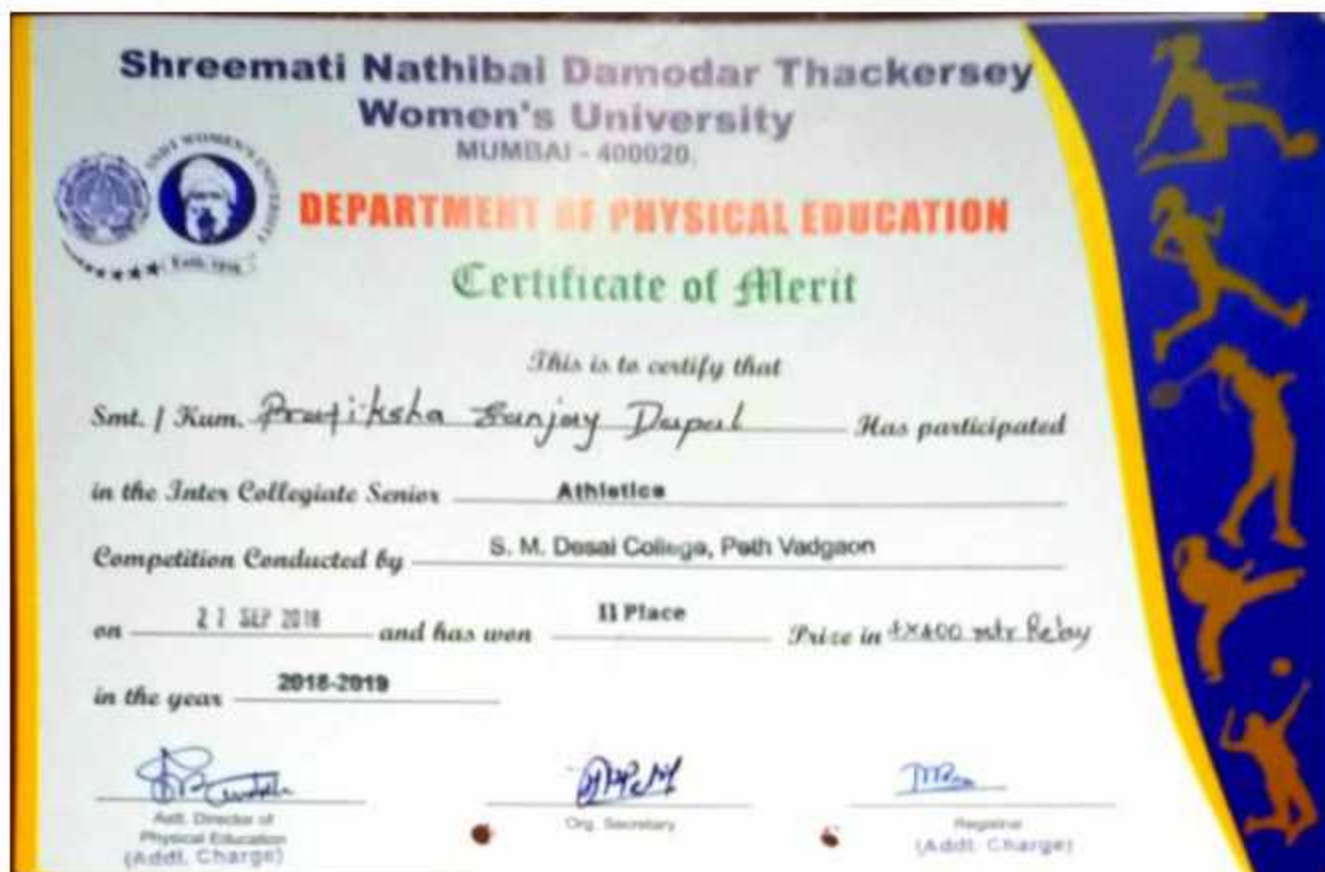 Shreemati Nathibai Damodar Thackersey
Women's University
MUMBAI - 400020.
DEPARTMENT OF PHYSICAL EDUCATION
Certificate of Merit
This is to certify that
Smt. / Kum. Pratiksha Sanjay Has participated
in the Inter Collegiate Senior Athletics
Competition Conducted by S. M. Desai College, Peth Vadgaon
on SEP 2018 and has won II Place Prize in 4x400 mtr Relay
in the year 2018-2019
Asst. Director of
Physical Education
(Addl. Charge)
Org. Secretary
Registrar
(Addl. Charge)